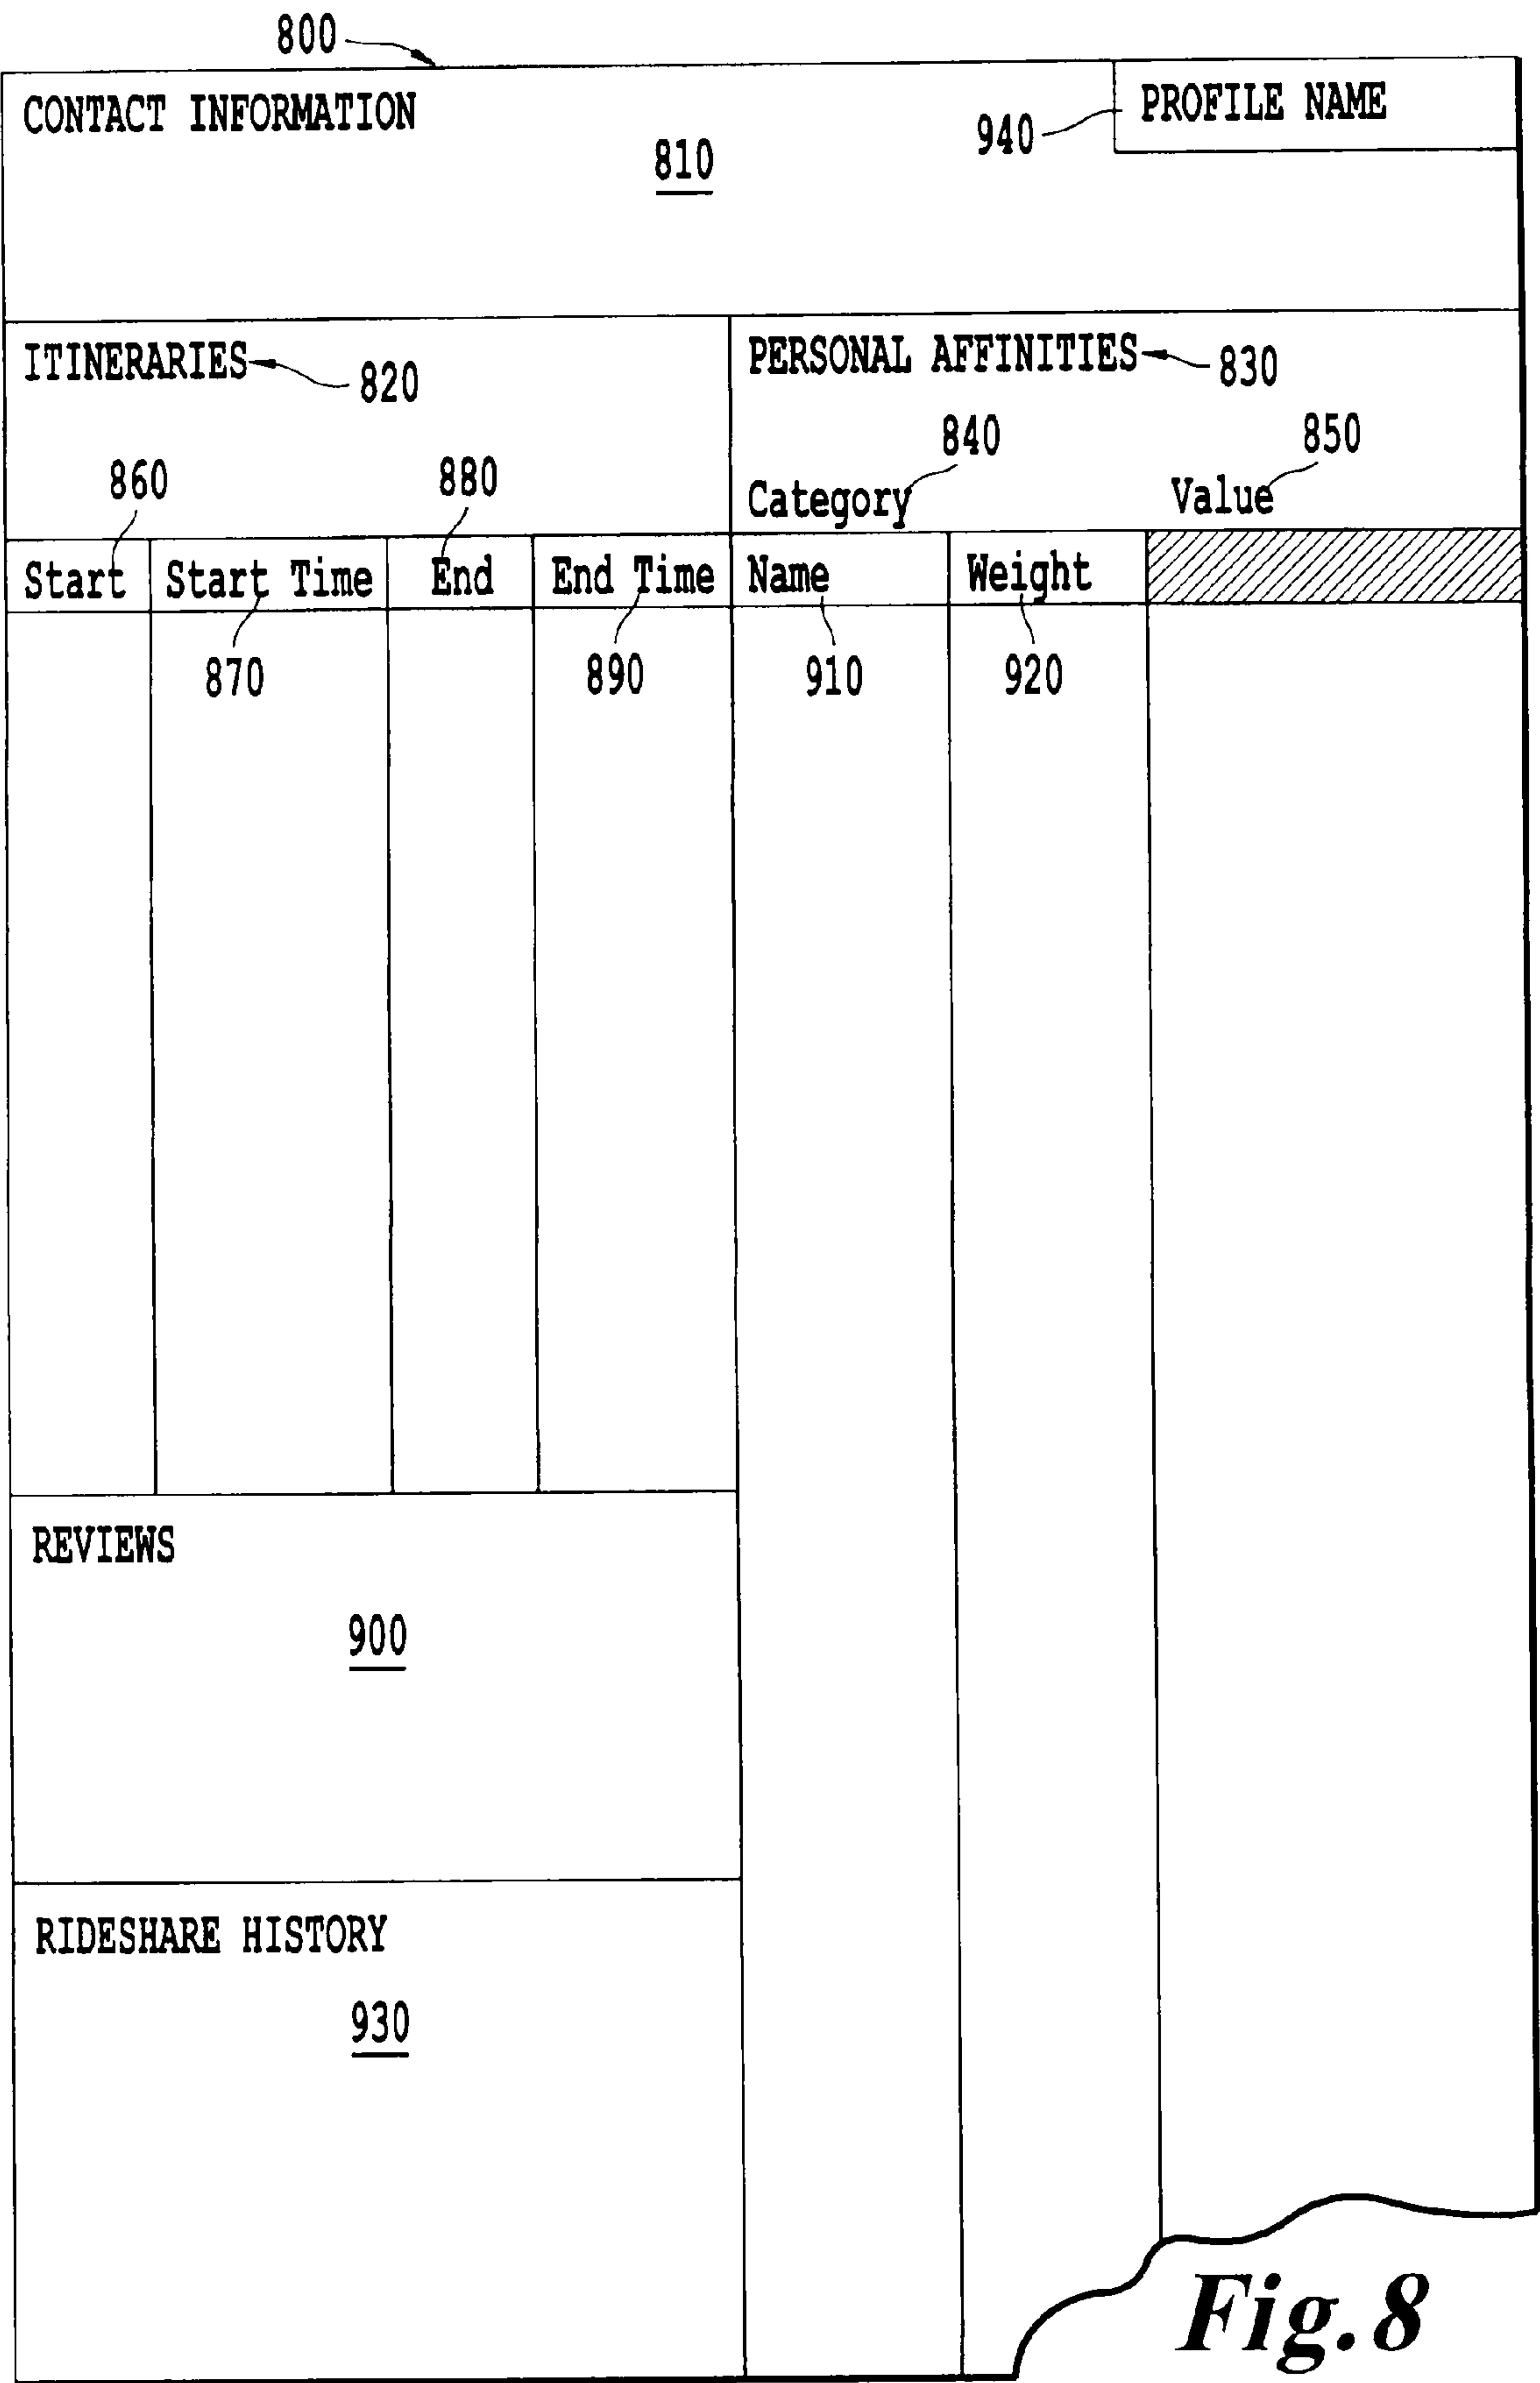 800
CONTACT INFORMATION
940
PROFILE NAME
810
ITINERARIES
820
PERSONAL AFFINITIES
830
860
880
840
850
Category
Value
Start
Start Time
End
End Time
Name
Weight
870
890
910
920
REVIEWS
900
RIDESHARE HISTORY
930
Fig.8